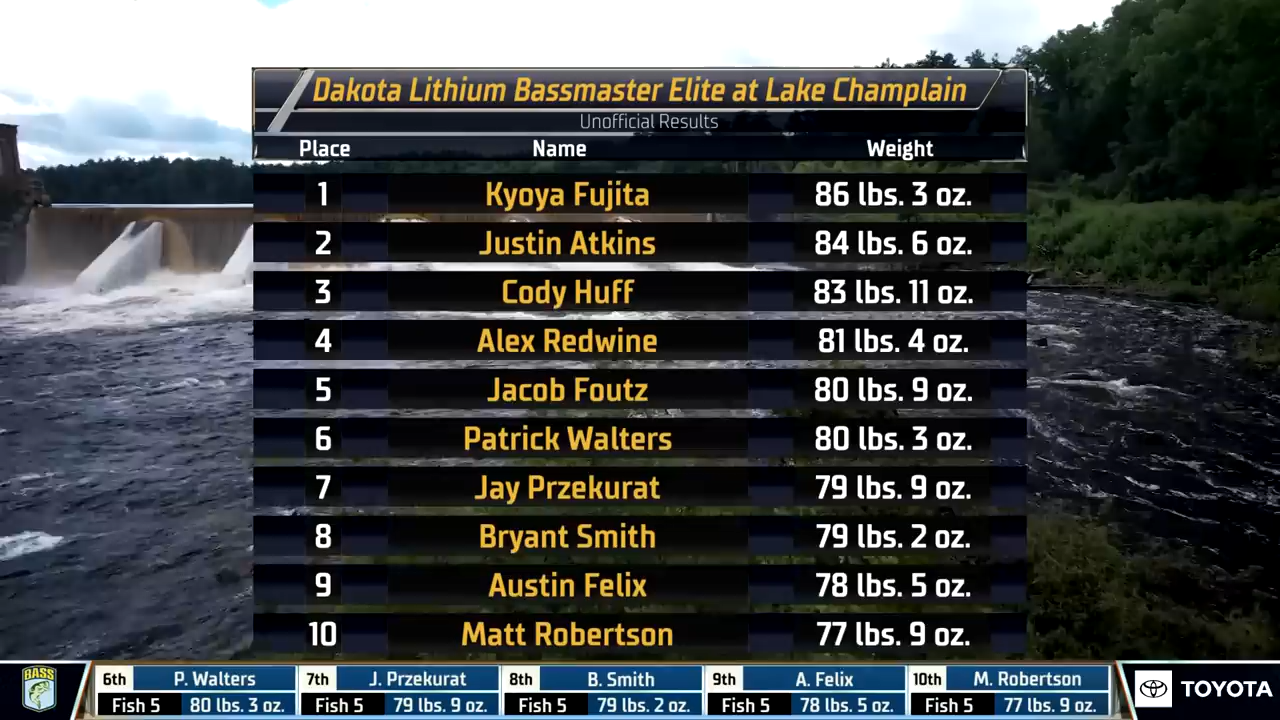 Dakota Lithium Bassmaster Elite at Lake Champlain
Unofficial Results
Place Name Weight
1 Kyoya Fujita 86 lbs. 3 oz.
2 Justin Atkins 84 lbs. 6 oz.
3 Cody Huff 83 lbs. 11 oz.
4 Alex Redwine 81 lbs. 4 oz.
5 Jacob Foutz 80 lbs. 9 oz.
6 Patrick Walters 80 lbs. 3 oz.
7 Jay Przekurat 79 lbs. 9 oz.
8 Bryant Smith 79 lbs. 2 oz.
9 Austin Felix 78 lbs. 5 oz.
10 Matt Robertson 77 lbs. 9 oz.
BASS
6th P. Walters 7th J. Przekurat 8th B. Smith 9th A. Felix 10th M. Robertson
Fish 5 80 lbs. 3 oz. Fish 5 79 lbs. 9 oz. Fish 5 79 lbs. 2 oz. Fish 5 78 lbs. 5 oz. Fish 5 77 lbs. 9 oz.
TOYOTA